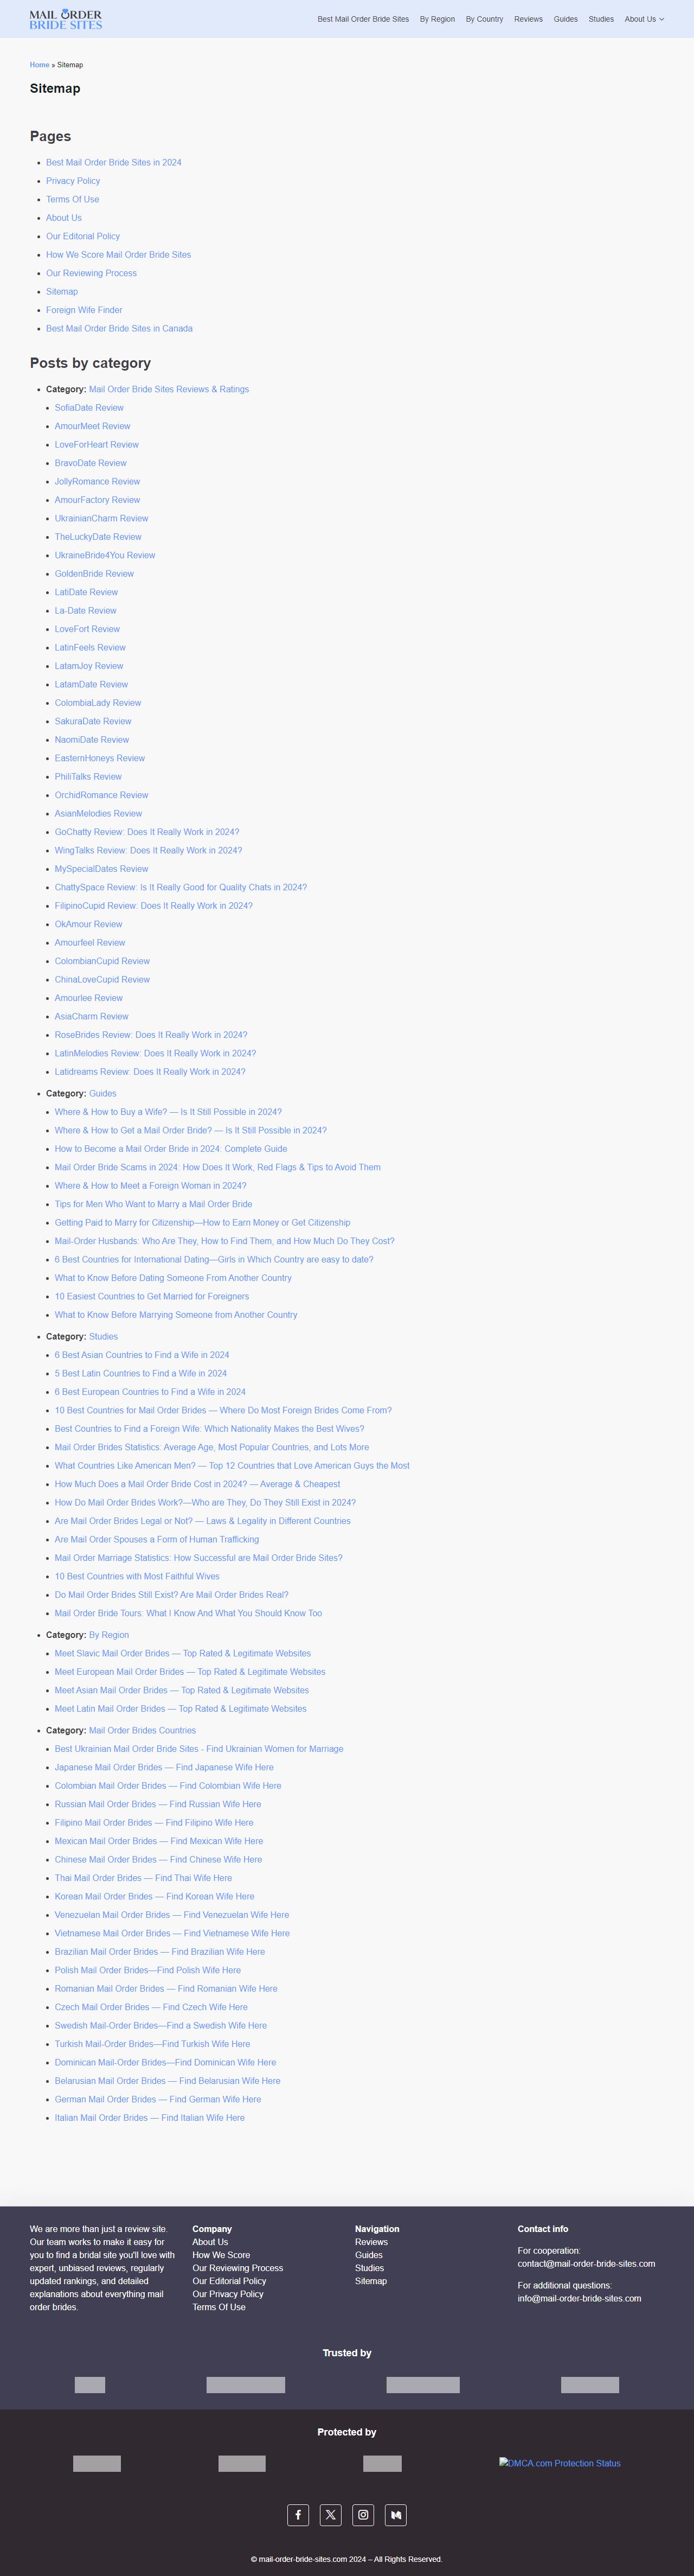 MAIL ORDER
BRIDE SITES
Best Mail Order Bride Sites By Region By Country Reviews Guides Studies About Us
Home » Sitemap
Sitemap
Pages
Best Mail Order Bride Sites in 2024
Privacy Policy
Terms Of Use
About Us
Our Editorial Policy
How We Score Mail Order Bride Sites
Our Reviewing Process
Sitemap
Foreign Wife Finder
Best Mail Order Bride Sites in Canada
Posts by category
Category: Mail Order Bride Sites Reviews & Ratings
SofiaDate Review
AmourMeet Review
LoveForHeart Review
BravoDate Review
JollyRomance Review
AmourFactory Review
UkrainianCharm Review
TheLuckyDate Review
UkraineBride4You Review
GoldenBride Review
LatiDate Review
La-Date Review
LoveFort Review
LatinFeels Review
LatamJoy Review
LatamDate Review
ColombiaLady Review
SakuraDate Review
NaomiDate Review
EasternHoneys Review
PhiliTalks Review
OrchidRomance Review
AsianMelodies Review
GoChatty Review: Does It Really Work in 2024?
WingTalks Review: Does It Really Work in 2024?
MySpecialDates Review
ChattySpace Review: Is It Really Good for Quality Chats in 2024?
FilipinoCupid Review: Does It Really Work in 2024?
OkAmour Review
Amourfeel Review
ColombianCupid Review
ChinaLoveCupid Review
Amourlee Review
AsiaCharm Review
RoseBrides Review: Does It Really Work in 2024?
LatinMelodies Review: Does It Really Work in 2024?
Latidreams Review: Does It Really Work in 2024?
Category: Guides
Where & How to Buy a Wife? — Is It Still Possible in 2024?
Where & How to Get a Mail Order Bride? — Is It Still Possible in 2024?
How to Become a Mail Order Bride in 2024: Complete Guide
Mail Order Bride Scams in 2024: How Does It Work, Red Flags & Tips to Avoid Them
Where & How to Meet a Foreign Woman in 2024?
Tips for Men Who Want to Marry a Mail Order Bride
Getting Paid to Marry for Citizenship—How to Earn Money or Get Citizenship
Mail-Order Husbands: Who Are They, How to Find Them, and How Much Do They Cost?
6 Best Countries for International Dating—Girls in Which Country are easy to date?
What to Know Before Dating Someone From Another Country
10 Easiest Countries to Get Married for Foreigners
What to Know Before Marrying Someone from Another Country
Category: Studies
6 Best Asian Countries to Find a Wife in 2024
5 Best Latin Countries to Find a Wife in 2024
6 Best European Countries to Find a Wife in 2024
10 Best Countries for Mail Order Brides — Where Do Most Foreign Brides Come From?
Best Countries to Find a Foreign Wife: Which Nationality Makes the Best Wives?
Mail Order Brides Statistics: Average Age, Most Popular Countries, and Lots More
What Countries Like American Men? — Top 12 Countries that Love American Guys the Most
How Much Does a Mail Order Bride Cost in 2024? — Average & Cheapest
How Do Mail Order Brides Work?—Who are They, Do They Still Exist in 2024?
Are Mail Order Brides Legal or Not? — Laws & Legality in Different Countries
Are Mail Order Spouses a Form of Human Trafficking
Mail Order Marriage Statistics: How Successful are Mail Order Bride Sites?
10 Best Countries with Most Faithful Wives
Do Mail Order Brides Still Exist? Are Mail Order Brides Real?
Mail Order Bride Tours: What I Know And What You Should Know Too
Category: By Region
Meet Slavic Mail Order Brides — Top Rated & Legitimate Websites
Meet European Mail Order Brides — Top Rated & Legitimate Websites
Meet Asian Mail Order Brides — Top Rated & Legitimate Websites
Meet Latin Mail Order Brides — Top Rated & Legitimate Websites
Category: Mail Order Brides Countries
Best Ukrainian Mail Order Bride Sites - Find Ukrainian Women for Marriage
Japanese Mail Order Brides — Find Japanese Wife Here
Colombian Mail Order Brides — Find Colombian Wife Here
Russian Mail Order Brides — Find Russian Wife Here
Filipino Mail Order Brides — Find Filipino Wife Here
Mexican Mail Order Brides — Find Mexican Wife Here
Chinese Mail Order Brides — Find Chinese Wife Here
Thai Mail Order Brides — Find Thai Wife Here
Korean Mail Order Brides — Find Korean Wife Here
Venezuelan Mail Order Brides — Find Venezuelan Wife Here
Vietnamese Mail Order Brides — Find Vietnamese Wife Here
Brazilian Mail Order Brides — Find Brazilian Wife Here
Polish Mail Order Brides—Find Polish Wife Here
Romanian Mail Order Brides — Find Romanian Wife Here
Czech Mail Order Brides — Find Czech Wife Here
Swedish Mail-Order Brides—Find a Swedish Wife Here
Turkish Mail-Order Brides—Find Turkish Wife Here
Dominican Mail-Order Brides—Find Dominican Wife Here
Belarusian Mail Order Brides — Find Belarusian Wife Here
German Mail Order Brides — Find German Wife Here
Italian Mail Order Brides — Find Italian Wife Here
We are more than just a review site.
Our team works to make it easy for
you to find a bridal site you'll love with
expert, unbiased reviews, regularly
updated rankings, and detailed
explanations about everything mail
order brides.
Company
About Us
How We Score
Our Reviewing Process
Our Editorial Policy
Our Privacy Policy
Terms Of Use
Navigation
Reviews
Guides
Studies
Sitemap
Contact info
For cooperation:
contact@mail-order-bride-sites.com
For additional questions:
info@mail-order-bride-sites.com
Trusted by
Protected by
DMCA.com Protection Status
© mail-order-bride-sites.com 2024 – All Rights Reserved.